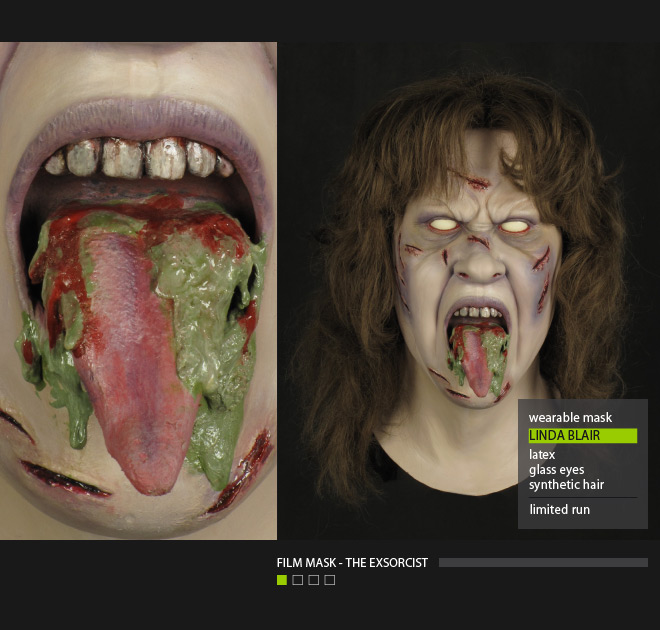 wearable mask
LINDA BLAIR
latex
glass eyes
synthetic hair
limited run
FILM MASK - THE EXSORCIST